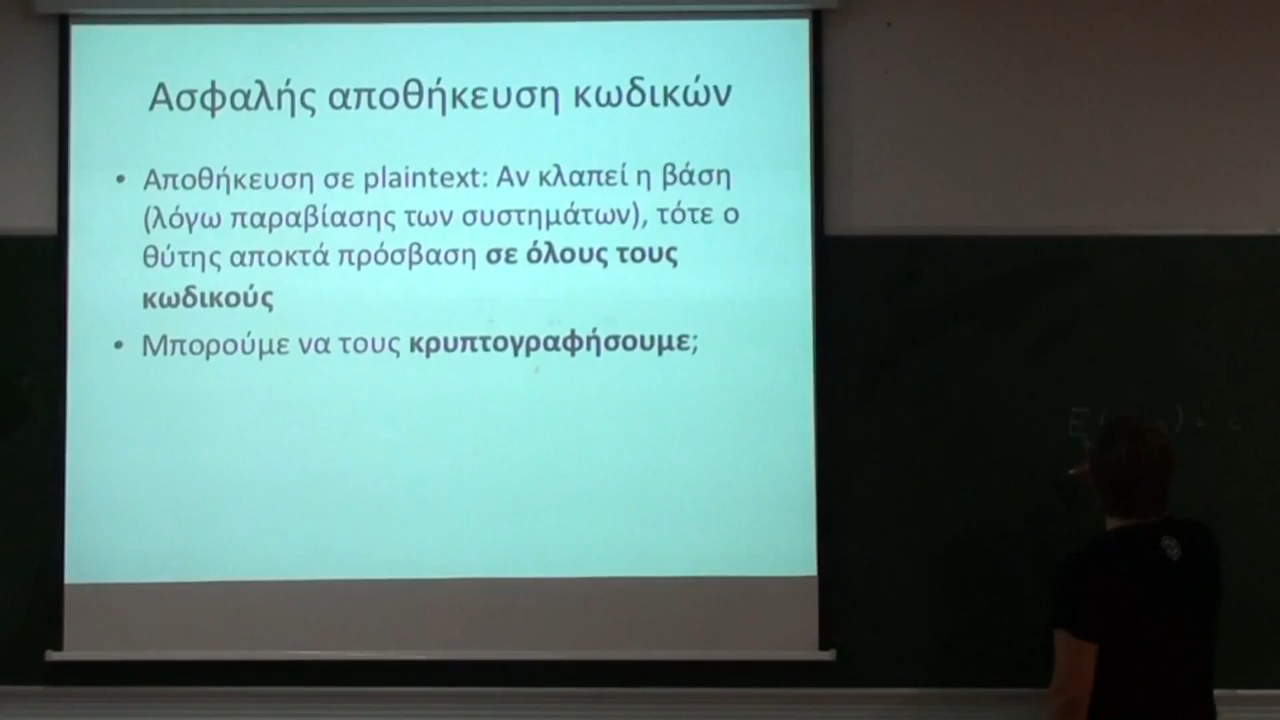 Ασφαλής αποθήκευση κωδικών
• Αποθήκευση σε plaintext: Αν κλαπεί η βάση
(λόγω παραβίασης των συστημάτων), τότε ο
θύτης αποκτά πρόσβαση σε όλους τους
κωδικούς
• Μπορούμε να τους κρυπτογραφήσουμε;
E(
)